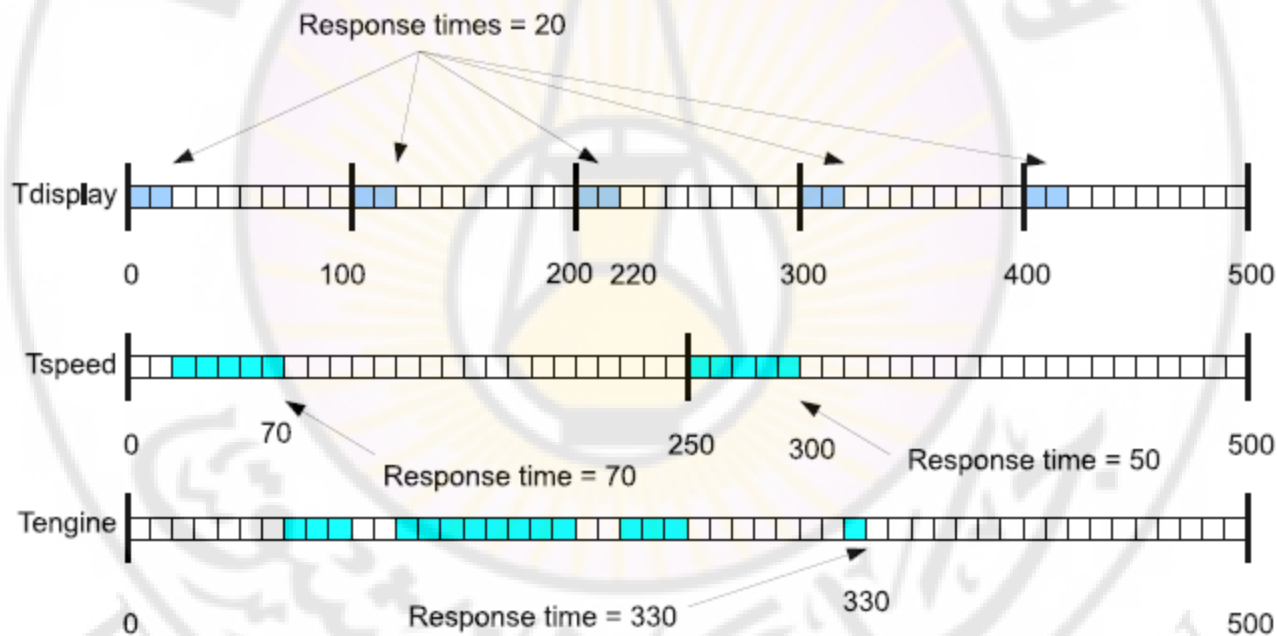 Response times = 20
Tdisplay
0 100 200 220 300 400 500
Tspeed
0 70 250 300 500
Response time = 70
Response time = 50
Tengine
0 330 500
Response time = 330